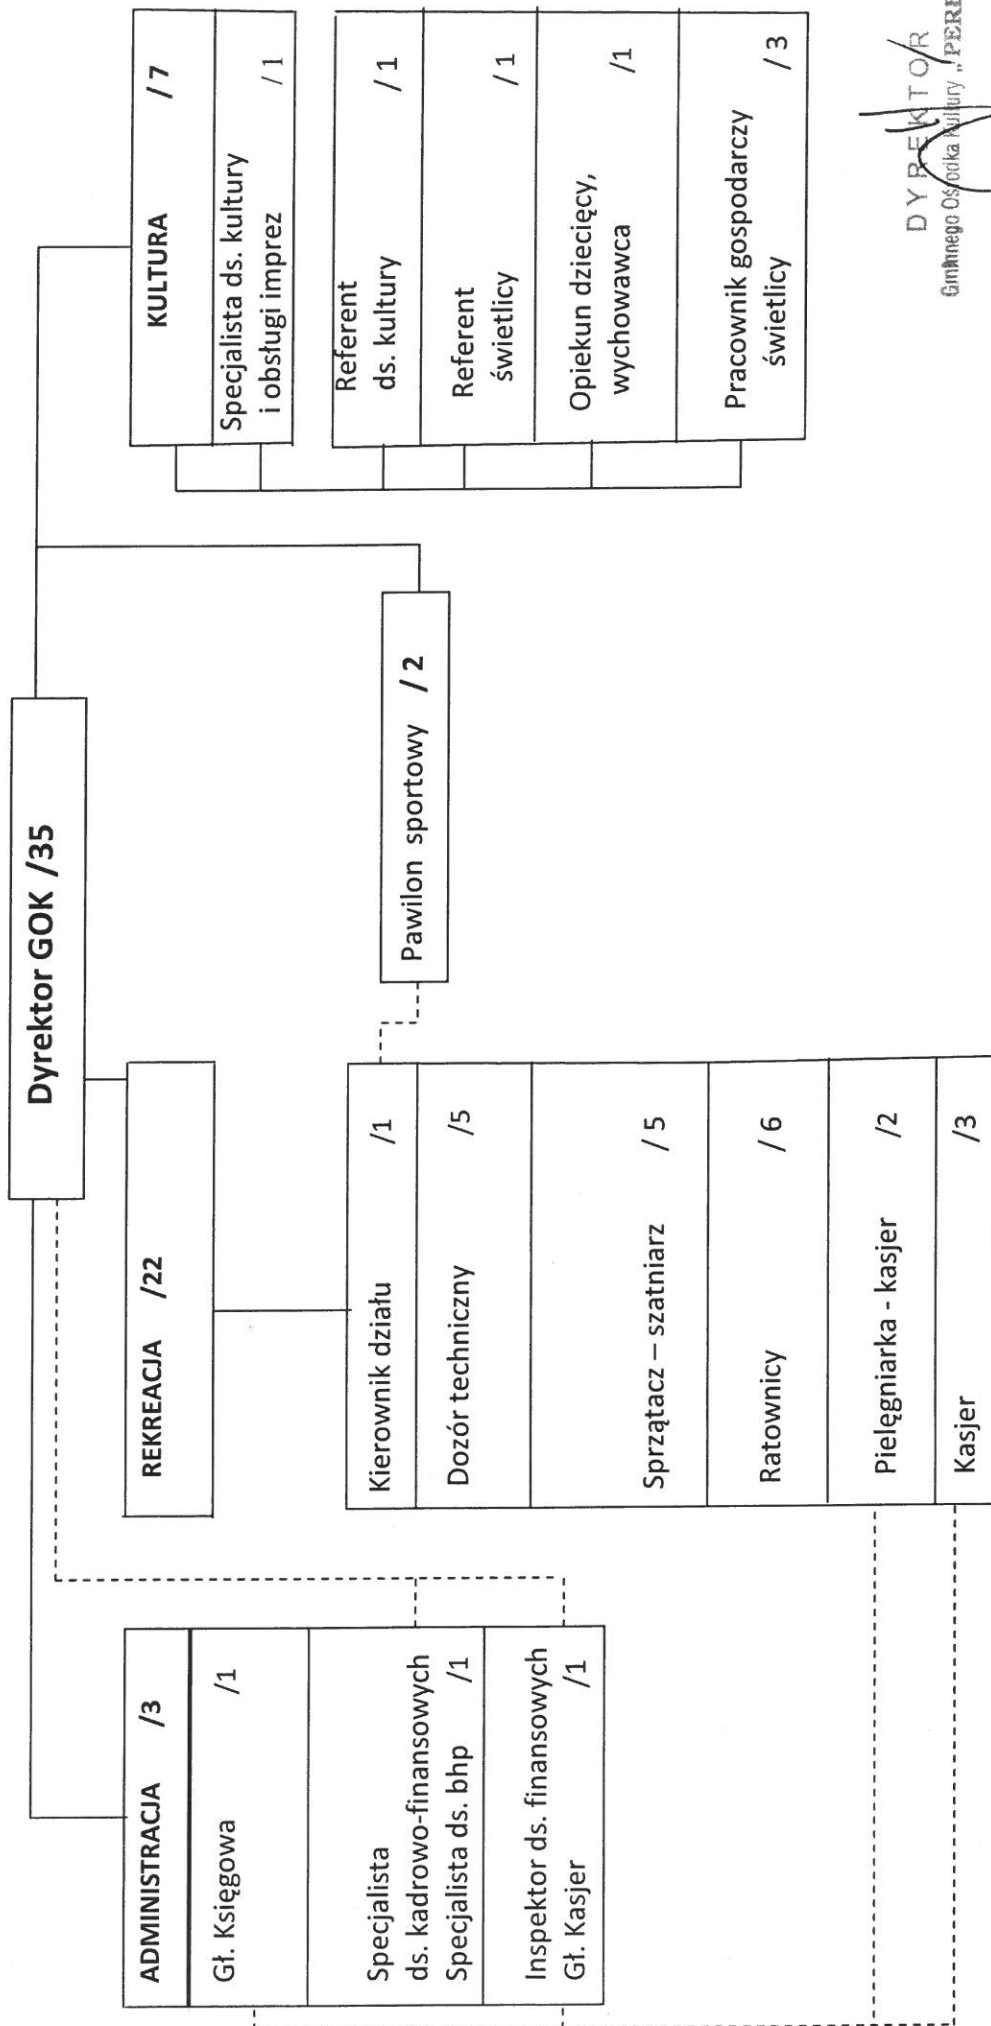 Dyrektor GOK /35
ADMINISTRACJA /3
Gł. Księgowa /1
Specjalista
ds. kadrowo-finansowych
Specjalista ds. bhp /1
Inspektor ds. finansowych
Gł. Kasjer /1
REKREACJA /22
Kierownik działu /1
Dozór techniczny /5
Sprzątacz – szatniarz / 5
Ratownicy / 6
Pielęgniarka - kasjer /2
Kasjer /3
Pawilon sportowy / 2
KULTURA / 7
Specjalista ds. kultury
i obsługi imprez / 1
Referent
ds. kultury / 1
Referent
świetlicy / 1
Opiekun dziecięcy,
wychowawca /1
Pracownik gospodarczy
świetlicy / 3
DYREKTOR
Gminnego Ośrodka Kultury „